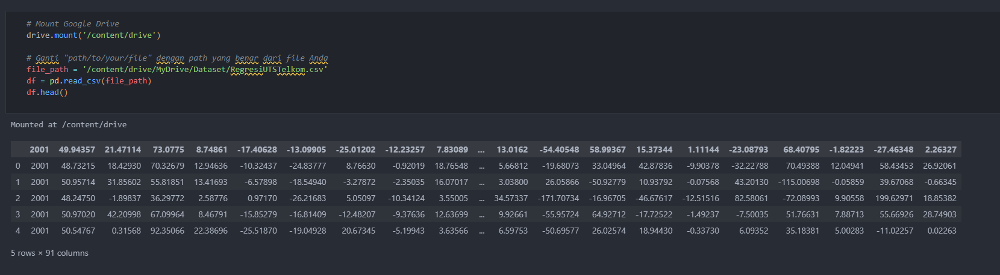 # Mount Google Drive
drive.mount('/content/drive')
# Ganti "path/to/your/file" dengan path yang benar dari file Anda
file_path = '/content/drive/MyDrive/Dataset/RegresiUTSTelkom.csv'
df = pd.read_csv(file_path)
df.head()
Mounted at /content/drive
2001 49.94357 21.47114 73.0775 8.74861 -17.40628 -13.09905 -25.01202 -12.23257 7.83089 ... 13.0162 -54.40548 58.99367 15.37344 1.11144 -23.08793 68.40795 -1.82223 -27.46348 2.26327
0 2001 48.73215 18.42930 70.32679 12.94636 -10.32437 -24.83777 8.76630 -0.92019 18.76548 ... 5.66812 -19.68073 33.04964 42.87836 -9.90378 -32.22788 70.49388 12.04941 58.43453 26.92061
1 2001 50.95714 31.85602 55.81851 13.41693 -6.57898 -18.54940 -3.27872 -2.35035 16.07017 ... 3.03800 26.05866 -50.92779 10.93792 -0.07568 43.20130 -115.00698 -0.05859 39.67068 -0.66345
2 2001 48.24750 -1.89837 36.29772 2.58776 0.97170 -26.21683 5.05097 -10.34124 3.55005 ... 34.57337 -171.70734 -16.96705 -46.67617 -12.51516 82.58061 -72.08993 9.90558 199.62971 18.85382
3 2001 50.97020 42.20998 67.09964 8.46791 -15.85279 -16.81409 -12.48207 -9.37636 12.63699 ... 9.92661 -55.95724 64.92712 -17.72522 -1.49237 -7.50035 51.76631 7.88713 55.66926 28.74903
4 2001 50.54767 0.31568 92.35066 22.38696 -25.51870 -19.04928 20.67345 -5.19943 3.63566 ... 6.59753 -50.69577 26.02574 18.94430 -0.33730 6.09352 35.18381 5.00283 -11.02257 0.02263
5 rows × 91 columns